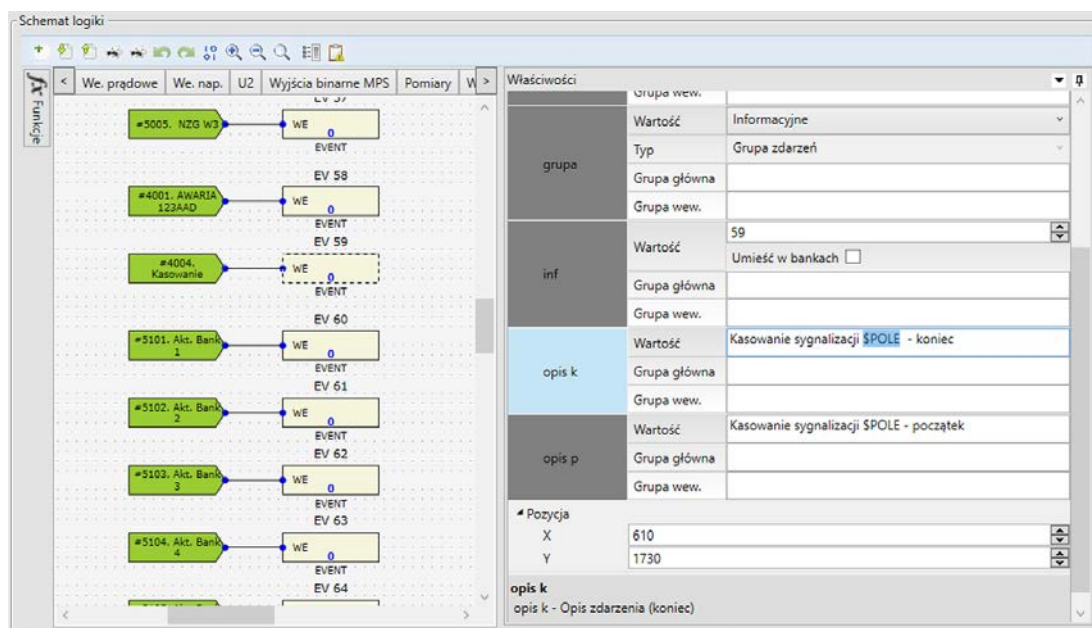 Schemat logiki
fx Funkcje
< We. prądowe We. nap. U2 Wyjścia binarne MPS Pomiary W >
#5005. NZG W3
WE
0
EVENT
EV 58
#4001. AWARIA
123AAD
WE
0
EVENT
EV 59
#4004.
Kasowanie
WE
0
EVENT
EV 60
#5101. Akt. Bank
1
WE
0
EVENT
EV 61
#5102. Akt. Bank
2
WE
0
EVENT
EV 62
#5103. Akt. Bank
3
WE
0
EVENT
EV 63
#5104. Akt. Bank
4
WE
0
EVENT
EV 64
Właściwości
Grupa wew.
grupa
Wartość Informacyjne
Typ Grupa zdarzeń
Grupa główna
Grupa wew.
inf
Wartość 59
Umieść w bankach
Grupa główna
Grupa wew.
opis k
Wartość Kasowanie sygnalizacji $POLE - koniec
Grupa główna
Grupa wew.
opis p
Wartość Kasowanie sygnalizacji $POLE - początek
Grupa główna
Grupa wew.
Pozycja
X 610
Y 1730
opis k
opis k - Opis zdarzenia (koniec)